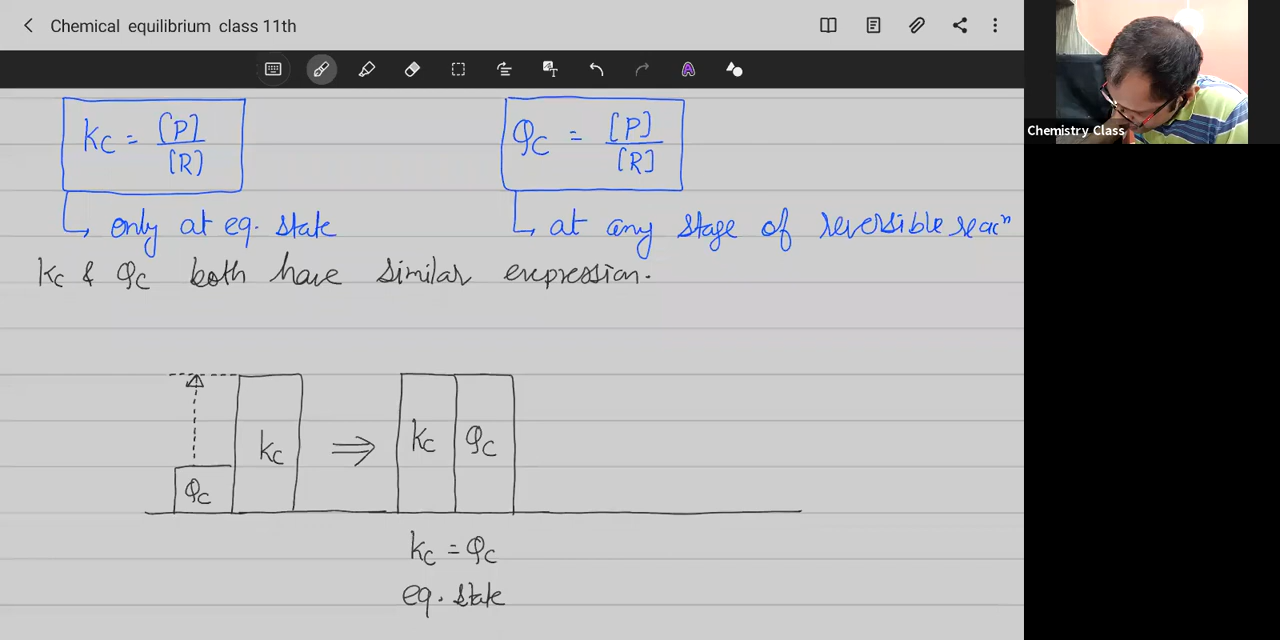 Chemical equilibrium class 11th
Chemistry Class
kc = [P]/[R]
Qc = [P]/[R]
only at eq. state
at any stage of reversible reacⁿ
kc & Qc both have similar expression.
Qc
kc
⇒
kc
Qc
kc = Qc
eq. state